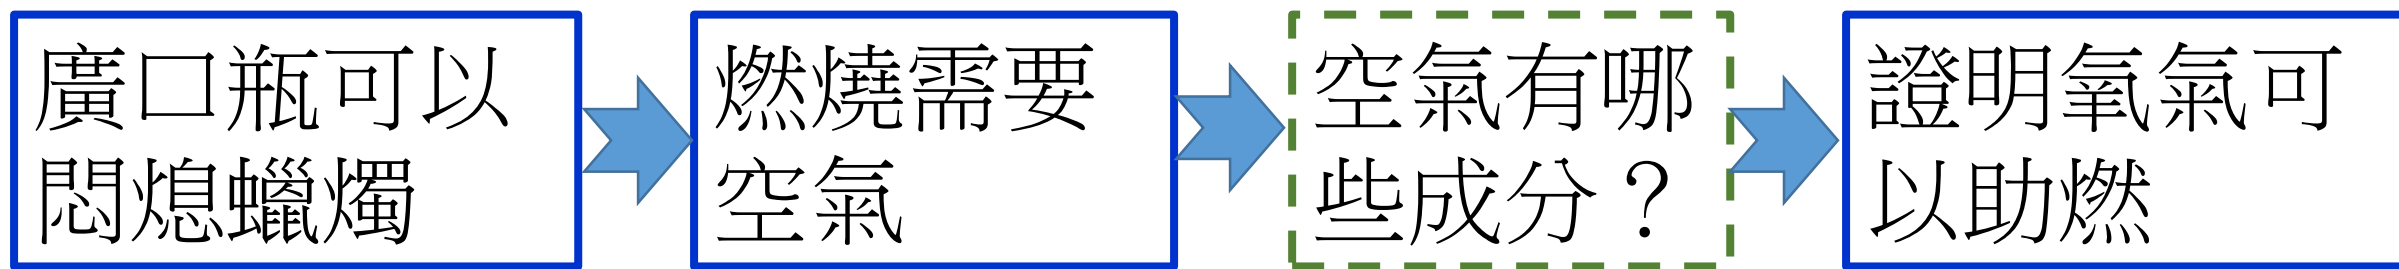 廣口瓶可以
悶熄蠟燭
燃燒需要
空氣
空氣有哪
些成分？
證明氧氣可
以助燃